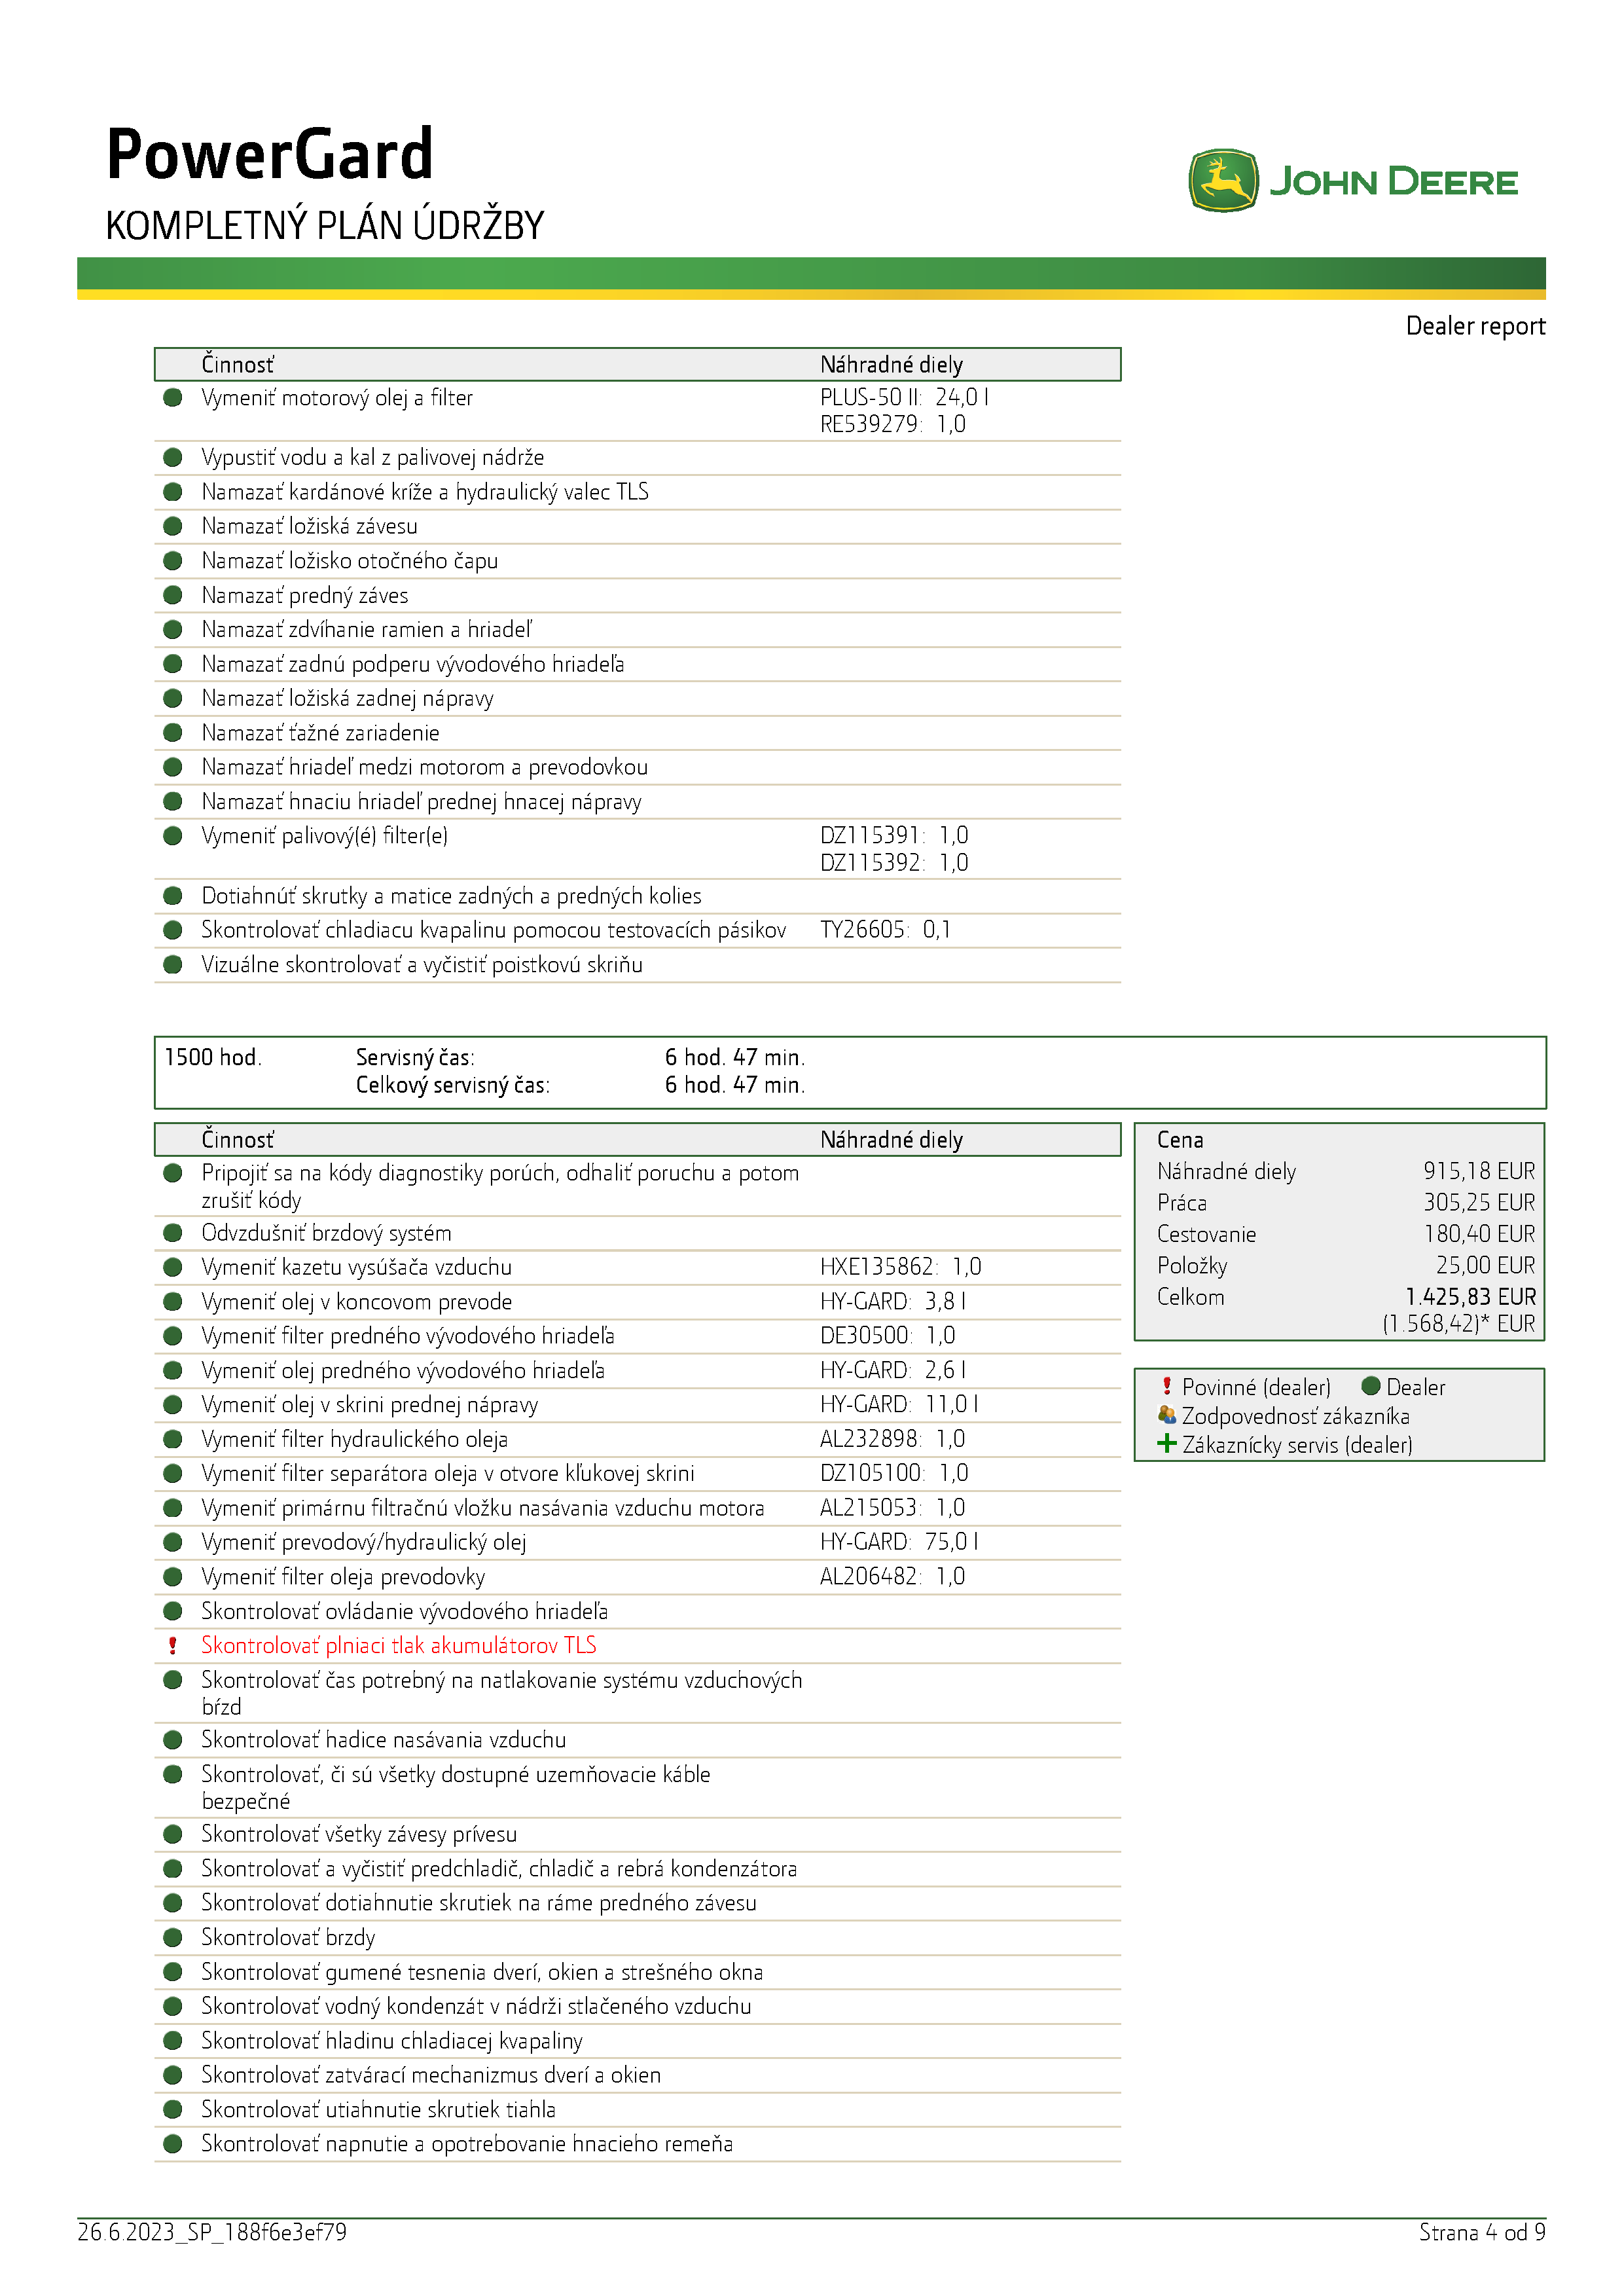 PowerGard
KOMPLETNÝ PLÁN ÚDRŽBY
JOHN DEERE
Dealer report
Činnosť Náhradné diely
Vymeniť motorový olej a filter PLUS-50 II: 24,0 l
RE539279: 1,0
Vypustiť vodu a kal z palivovej nádrže
Namazať kardánové kríže a hydraulický valec TLS
Namazať ložiská závesu
Namazať ložisko otočného čapu
Namazať predný záves
Namazať zdvíhanie ramien a hriadeľ
Namazať zadnú podperu vývodového hriadeľa
Namazať ložiská zadnej nápravy
Namazať ťažné zariadenie
Namazať hriadeľ medzi motorom a prevodovkou
Namazať hnaciu hriadeľ prednej hnacej nápravy
Vymeniť palivový(é) filter(e) DZ115391: 1,0
DZ115392: 1,0
Dotiahnúť skrutky a matice zadných a predných kolies
Skontrolovať chladiacu kvapalinu pomocou testovacích pásikov TY26605: 0,1
Vizuálne skontrolovať a vyčistiť poistkovú skriňu
1500 hod. Servisný čas: 6 hod. 47 min.
Celkový servisný čas: 6 hod. 47 min.
Činnosť Náhradné diely
Pripojiť sa na kódy diagnostiky porúch, odhaliť poruchu a potom
zrušiť kódy
Odvzdušniť brzdový systém
Vymeniť kazetu vysúšača vzduchu HXE135862: 1,0
Vymeniť olej v koncovom prevode HY-GARD: 3,8 l
Vymeniť filter predného vývodového hriadeľa DE30500: 1,0
Vymeniť olej predného vývodového hriadeľa HY-GARD: 2,6 l
Vymeniť olej v skrini prednej nápravy HY-GARD: 11,0 l
Vymeniť filter hydraulického oleja AL232898: 1,0
Vymeniť filter separátora oleja v otvore kľukovej skrini DZ105100: 1,0
Vymeniť primárnu filtračnú vložku nasávania vzduchu motora AL215053: 1,0
Vymeniť prevodový/hydraulický olej HY-GARD: 75,0 l
Vymeniť filter oleja prevodovky AL206482: 1,0
Skontrolovať ovládanie vývodového hriadeľa
Skontrolovať plniaci tlak akumulátorov TLS
Skontrolovať čas potrebný na natlakovanie systému vzduchových
bŕzd
Skontrolovať hadice nasávania vzduchu
Skontrolovať, či sú všetky dostupné uzemňovacie káble
bezpečné
Skontrolovať všetky závesy prívesu
Skontrolovať a vyčistiť predchladič, chladič a rebrá kondenzátora
Skontrolovať dotiahnutie skrutiek na ráme predného závesu
Skontrolovať brzdy
Skontrolovať gumené tesnenia dverí, okien a strešného okna
Skontrolovať vodný kondenzát v nádrži stlačeného vzduchu
Skontrolovať hladinu chladiacej kvapaliny
Skontrolovať zatvárací mechanizmus dverí a okien
Skontrolovať utiahnutie skrutiek tiahla
Skontrolovať napnutie a opotrebovanie hnacieho remeňa
Cena
Náhradné diely 915,18 EUR
Práca 305,25 EUR
Cestovanie 180,40 EUR
Položky 25,00 EUR
Celkom 1.425,83 EUR
(1.568,42)* EUR
Povinné (dealer) Dealer
Zodpovednosť zákazníka
Zákaznícky servis (dealer)
26.6.2023_SP_188f6e3ef79 Strana 4 od 9